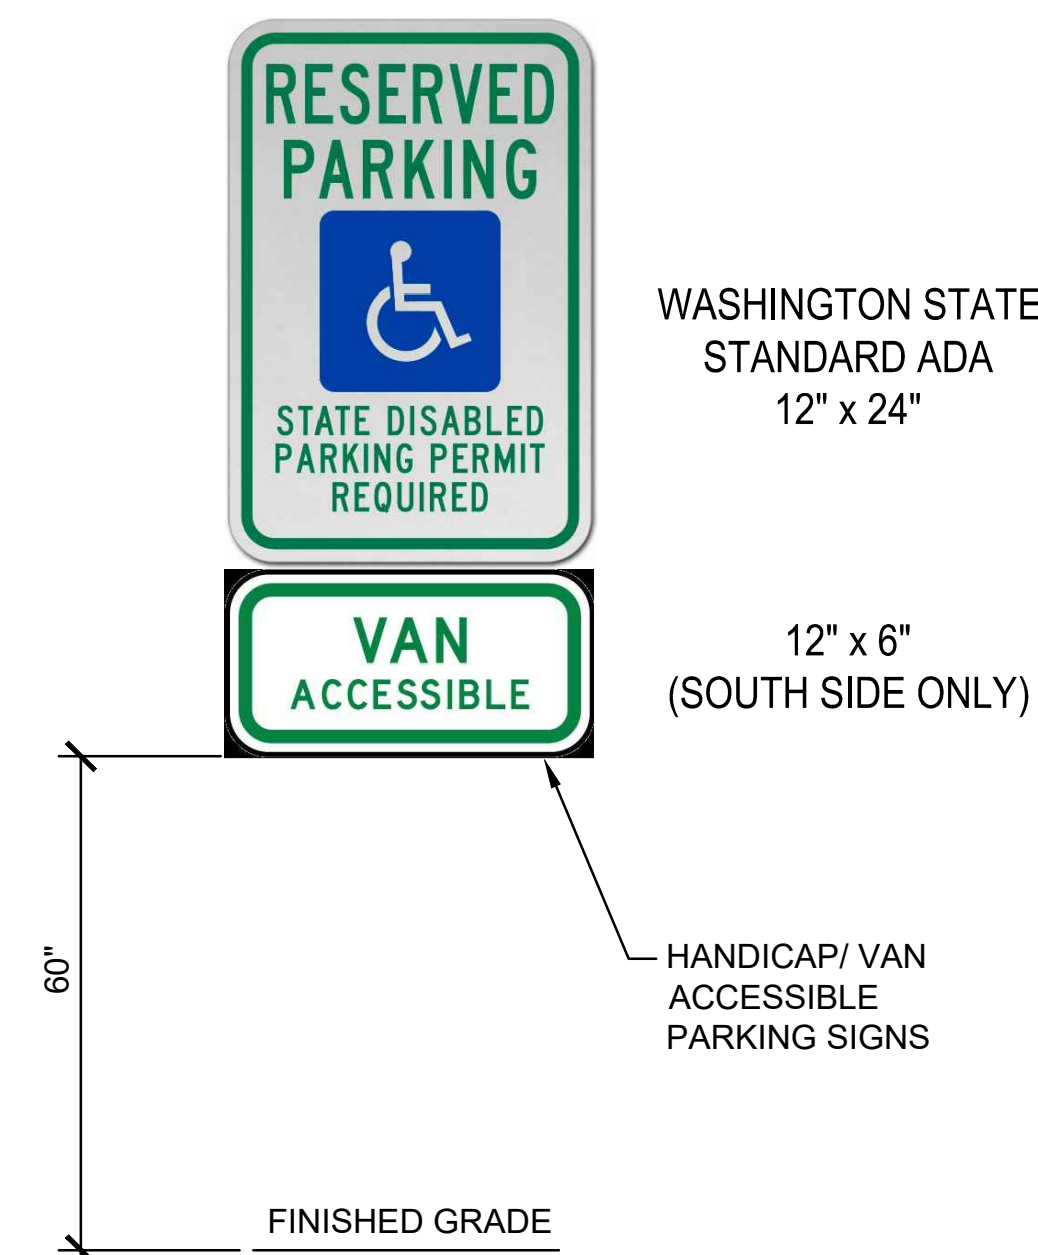 RESERVED
PARKING
STATE DISABLED
PARKING PERMIT
REQUIRED
WASHINGTON STATE
STANDARD ADA
12" x 24"
VAN
ACCESSIBLE
12" x 6"
(SOUTH SIDE ONLY)
60"
HANDICAP/ VAN
ACCESSIBLE
PARKING SIGNS
FINISHED GRADE